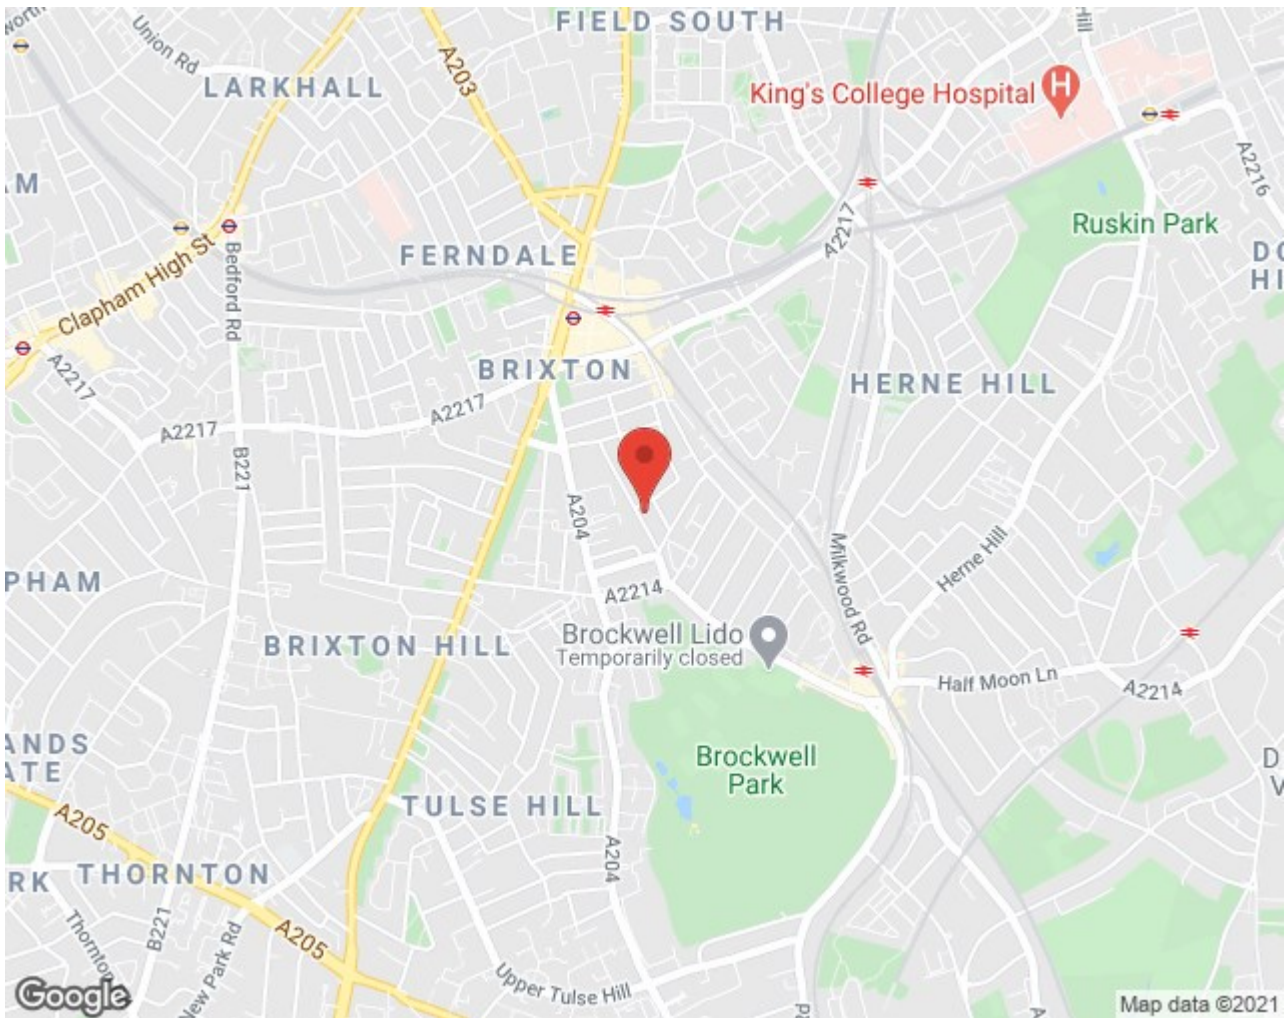 FIELD SOUTH
Union Rd
A203
LARKHALL
King's College Hospital
H
A2216
Ruskin Park
A2217
FERNDALE
Clapham High St
Bedford Rd
BRIXTON
HERNE HILL
A2217
A2217
A2217
B221
A204
Milkwood Rd
Herne Hill
A2214
Brockwell Lido
Temporarily closed
BRIXTON HILL
Half Moon Ln
A2214
Brockwell
Park
TULSE HILL
A205
A204
THORNTON
B221
New Park Rd
A205
Thornton
Upper Tulse Hill
Google
Map data ©2021